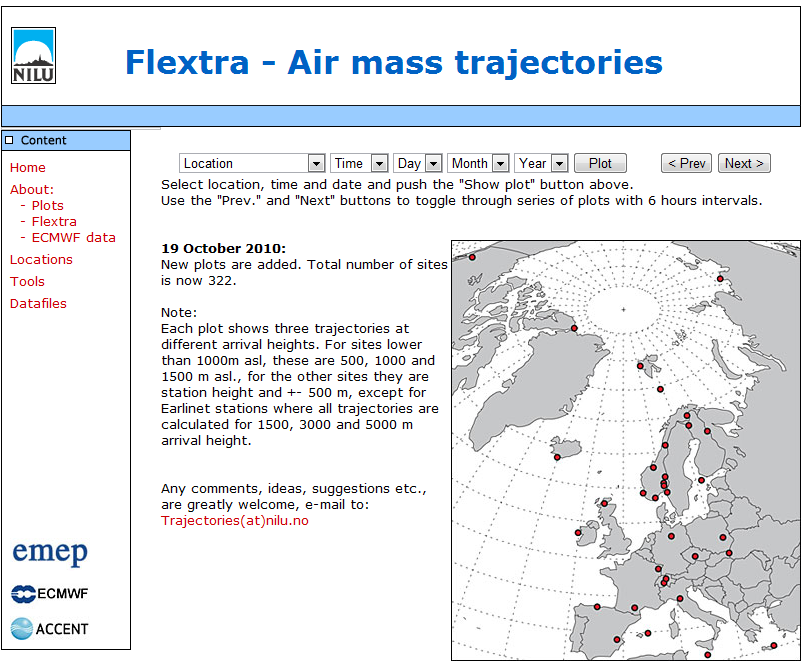 NILU
Flextra - Air mass trajectories
Content
Home
About:
- Plots
- Flextra
- ECMWF data
Locations
Tools
Datafiles
emep
ECMWF
ACCENT
Location Time Day Month Year Plot < Prev Next >
Select location, time and date and push the "Show plot" button above.
Use the "Prev." and "Next" buttons to toggle through series of plots with 6 hours intervals.
19 October 2010:
New plots are added. Total number of sites
is now 322.
Note:
Each plot shows three trajectories at
different arrival heights. For sites lower
than 1000m asl, these are 500, 1000 and
1500 m asl., for the other sites they are
station height and +- 500 m, except for
Earlinet stations where all trajectories are
calculated for 1500, 3000 and 5000 m
arrival height.
Any comments, ideas, suggestions etc.,
are greatly welcome, e-mail to:
Trajectories(at)nilu.no